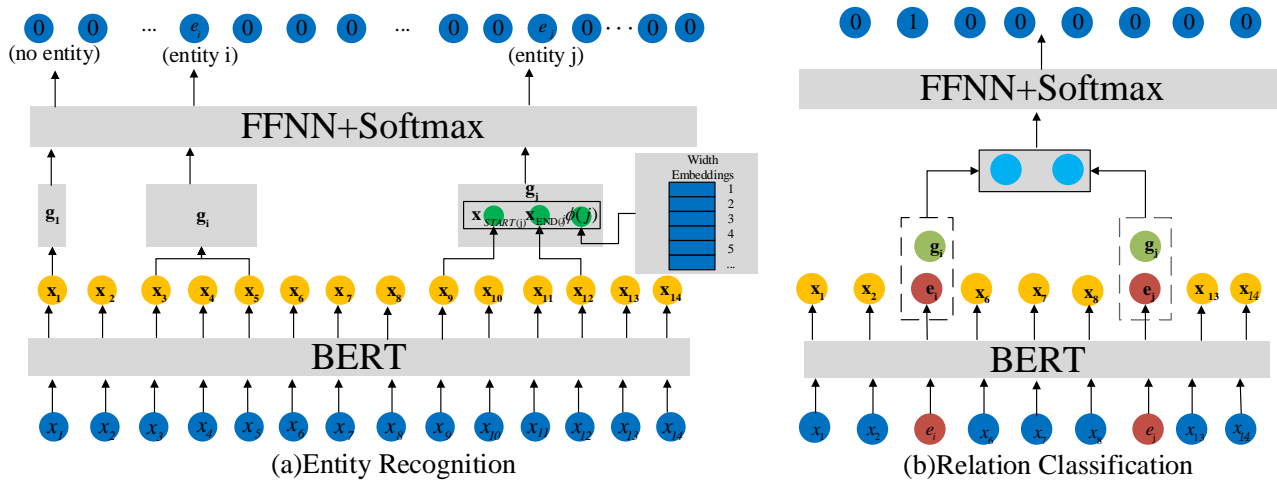 0 0 ... e_i 0 0 0 ... 0 0 e_j 0 ... 0 0
(no entity) (entity i) (entity j)
FFNN+Softmax
g_1 g_i g_j
x_START(j) x_END(j) ϕ(j)
Width
Embeddings
1
2
3
4
5
...
x_1 x_2 x_3 x_4 x_5 x_6 x_7 x_8 x_9 x_10 x_11 x_12 x_13 x_14
BERT
x_1 x_2 x_3 x_4 x_5 x_6 x_7 x_8 x_9 x_10 x_11 x_12 x_13 x_14
(a)Entity Recognition
0 1 0 0 0 0 0 0
FFNN+Softmax
g_i g_j
x_1 x_2 e_i x_6 x_7 x_8 e_j x_13 x_14
BERT
x_1 x_2 e_i x_6 x_7 x_8 e_j x_13 x_14
(b)Relation Classification